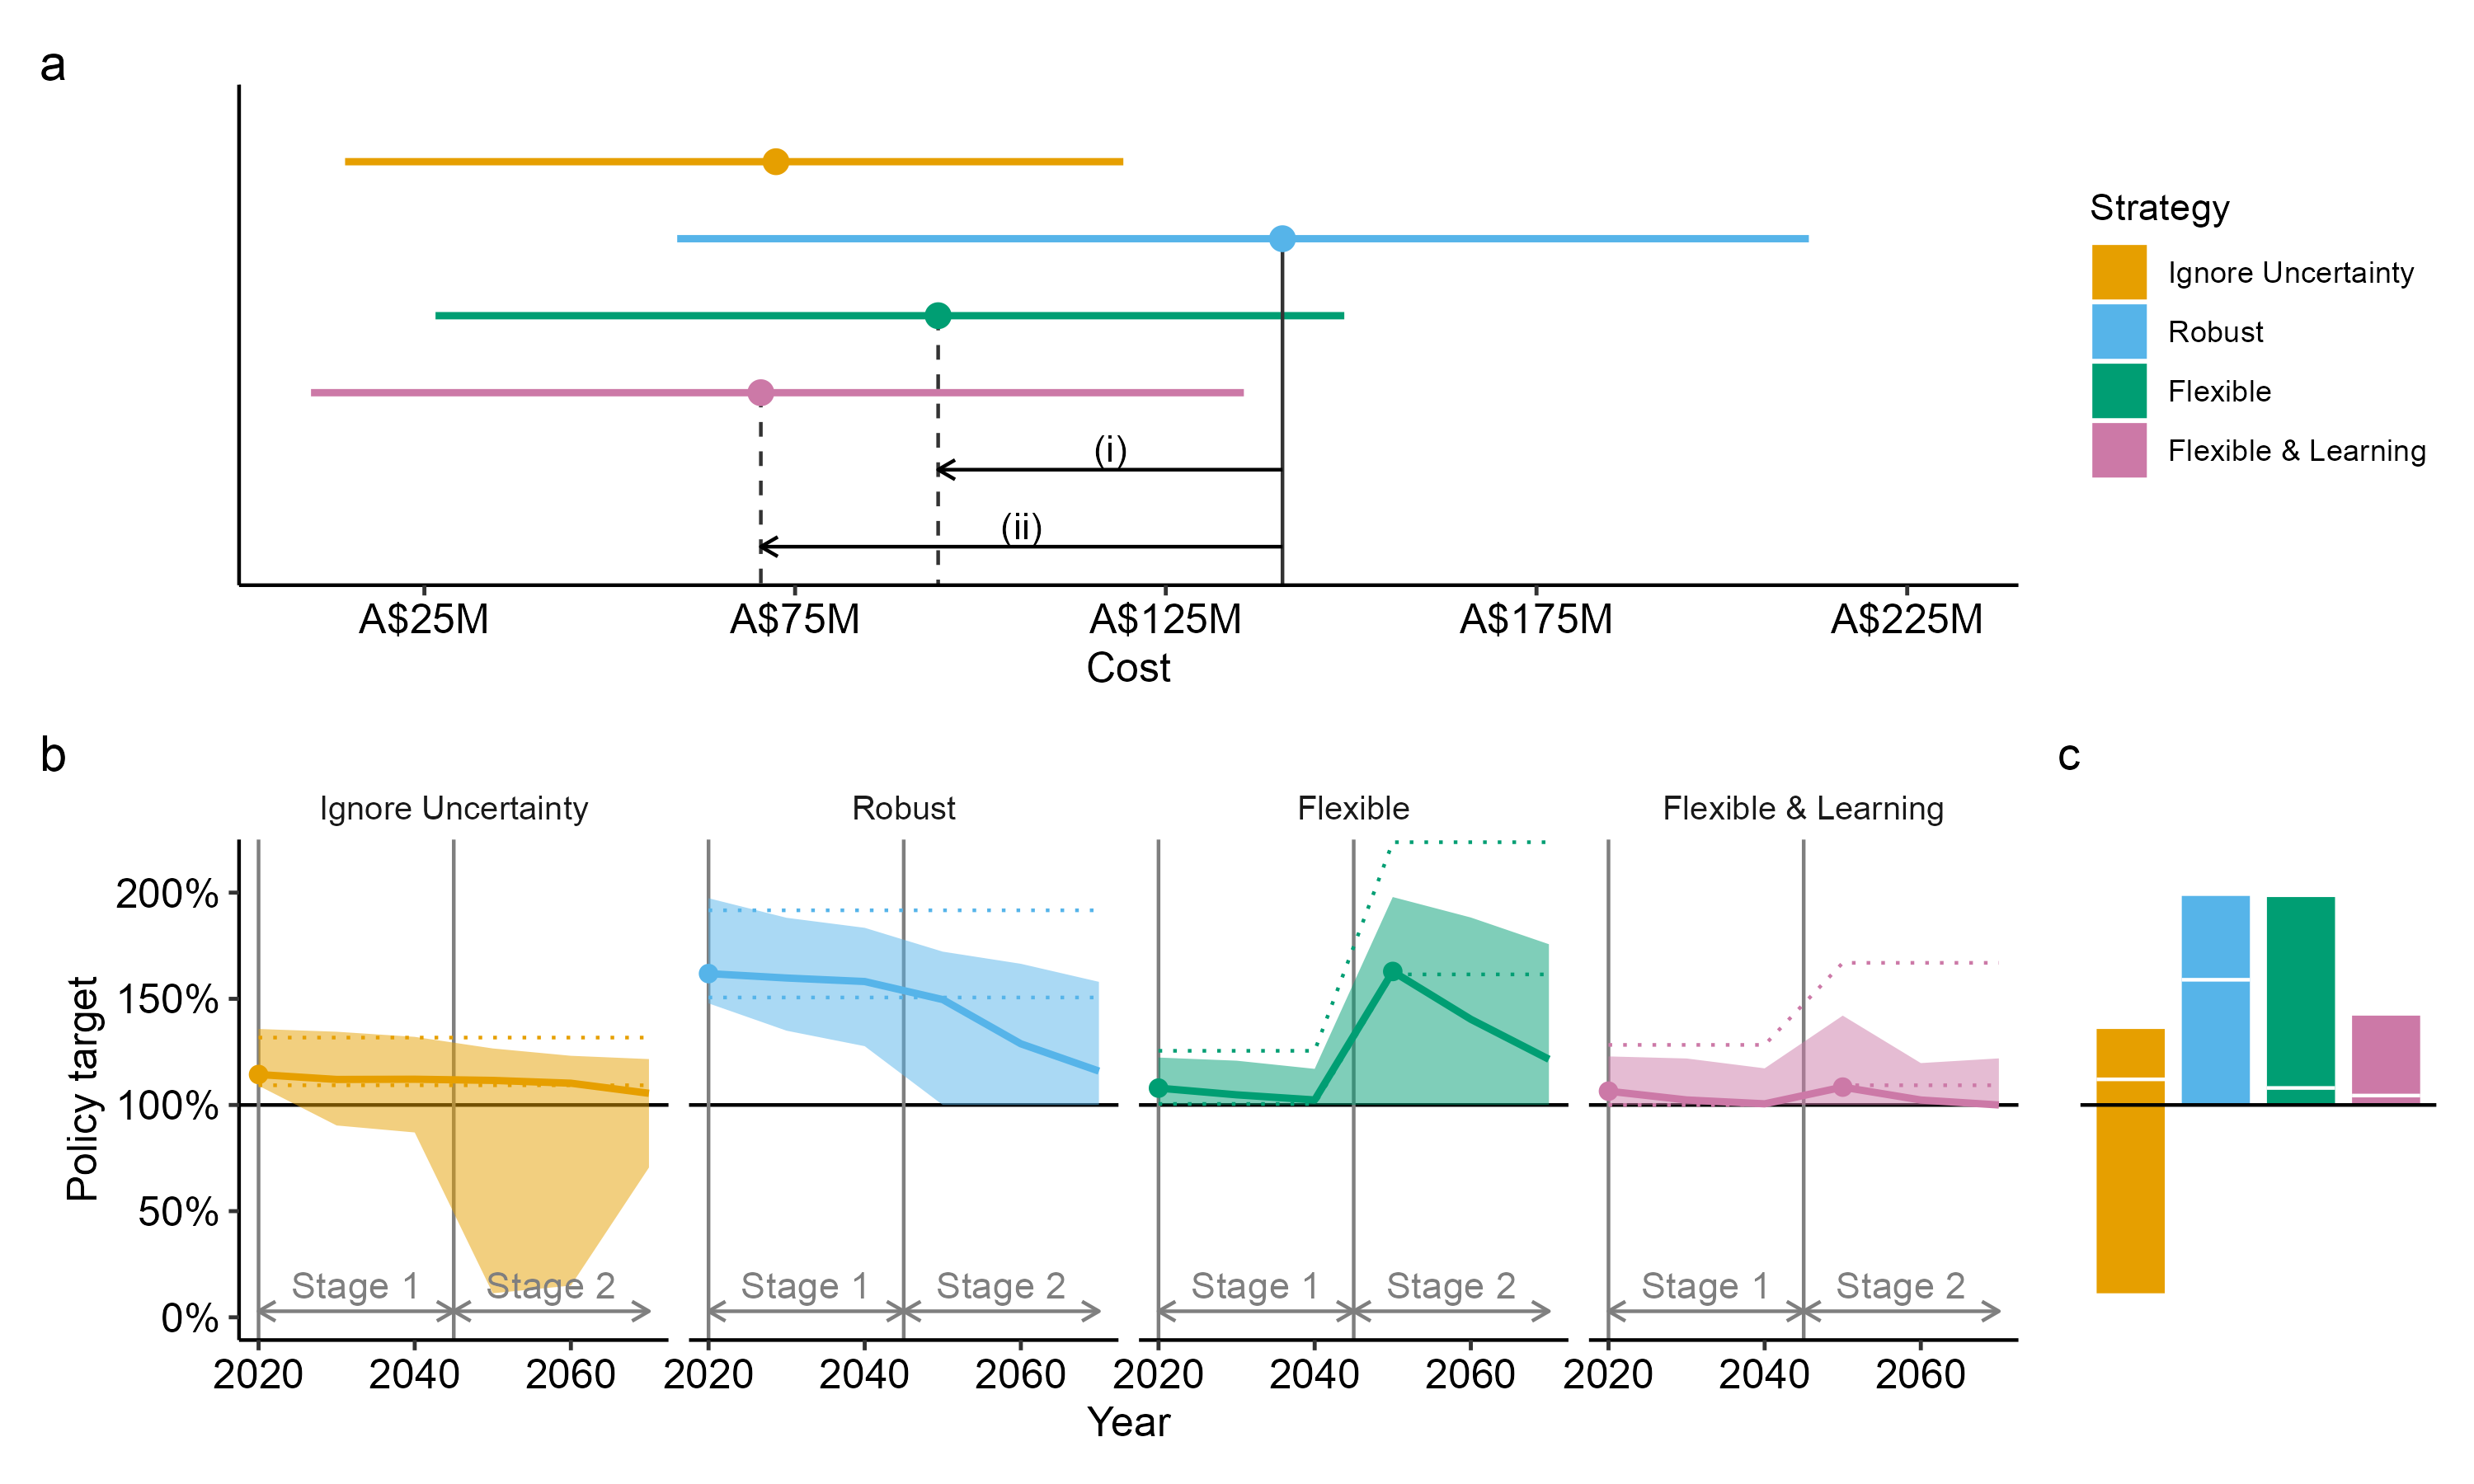 a
Strategy
Ignore Uncertainty
Robust
Flexible
Flexible & Learning
(i)
(ii)
A$25M A$75M A$125M A$175M A$225M
Cost
b
c
Ignore Uncertainty Robust Flexible Flexible & Learning
Policy target
200%
150%
100%
50%
0%
Stage 1 Stage 2 Stage 1 Stage 2 Stage 1 Stage 2 Stage 1 Stage 2
2020 2040 2060 2020 2040 2060 2020 2040 2060 2020 2040 2060
Year